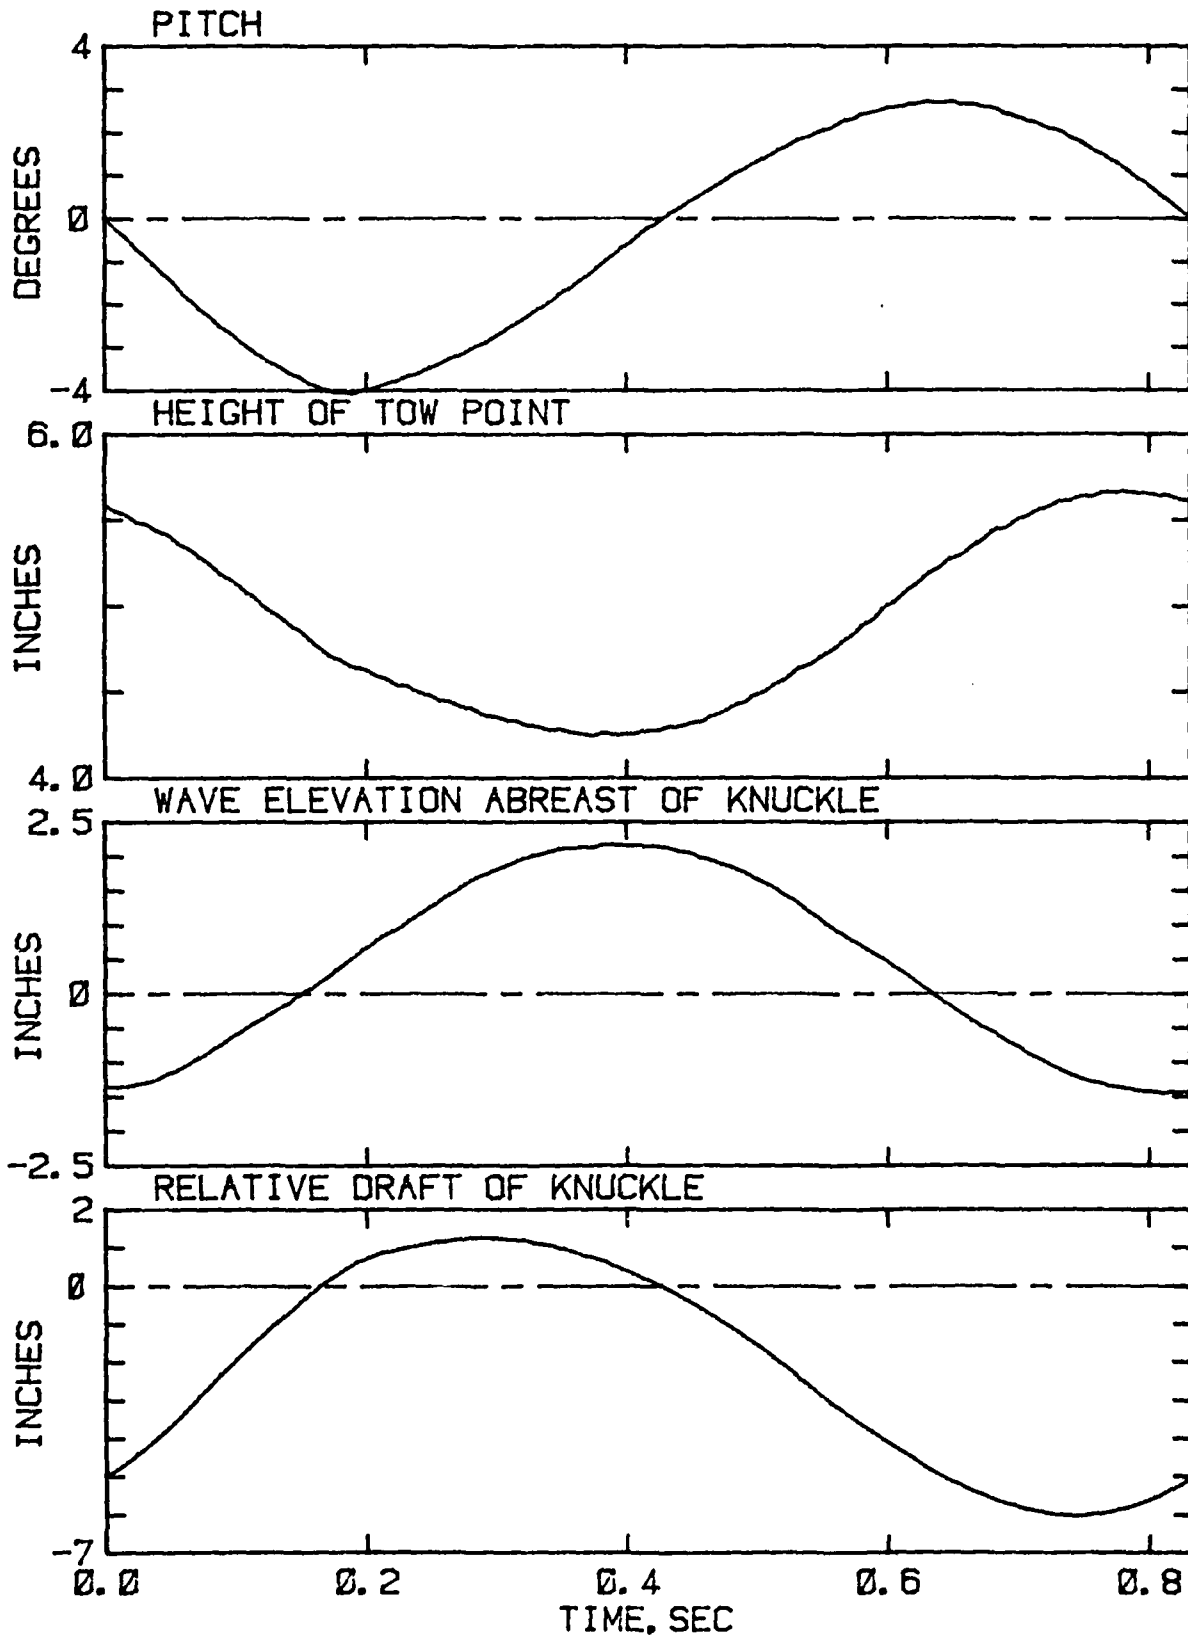 PITCH
4
0
-4
DEGREES
HEIGHT OF TOW POINT
6.0
4.0
INCHES
WAVE ELEVATION ABREAST OF KNUCKLE
2.5
0
-2.5
INCHES
RELATIVE DRAFT OF KNUCKLE
2
0
-7
INCHES
0.0 0.2 0.4 0.6 0.8
TIME, SEC